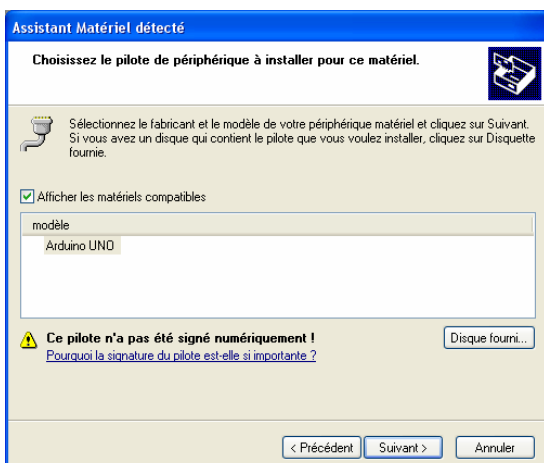 Assistant Matériel détecté
Choisissez le pilote de périphérique à installer pour ce matériel.
Sélectionnez le fabricant et le modèle de votre périphérique matériel et cliquez sur Suivant.
Si vous avez un disque qui contient le pilote que vous voulez installer, cliquez sur Disquette
fournie.
Afficher les matériels compatibles
modèle
Arduino UNO
Ce pilote n'a pas été signé numériquement !
Disque fourni...
Pourquoi la signature du pilote est-elle si importante ?
< Précédent
Suivant >
Annuler